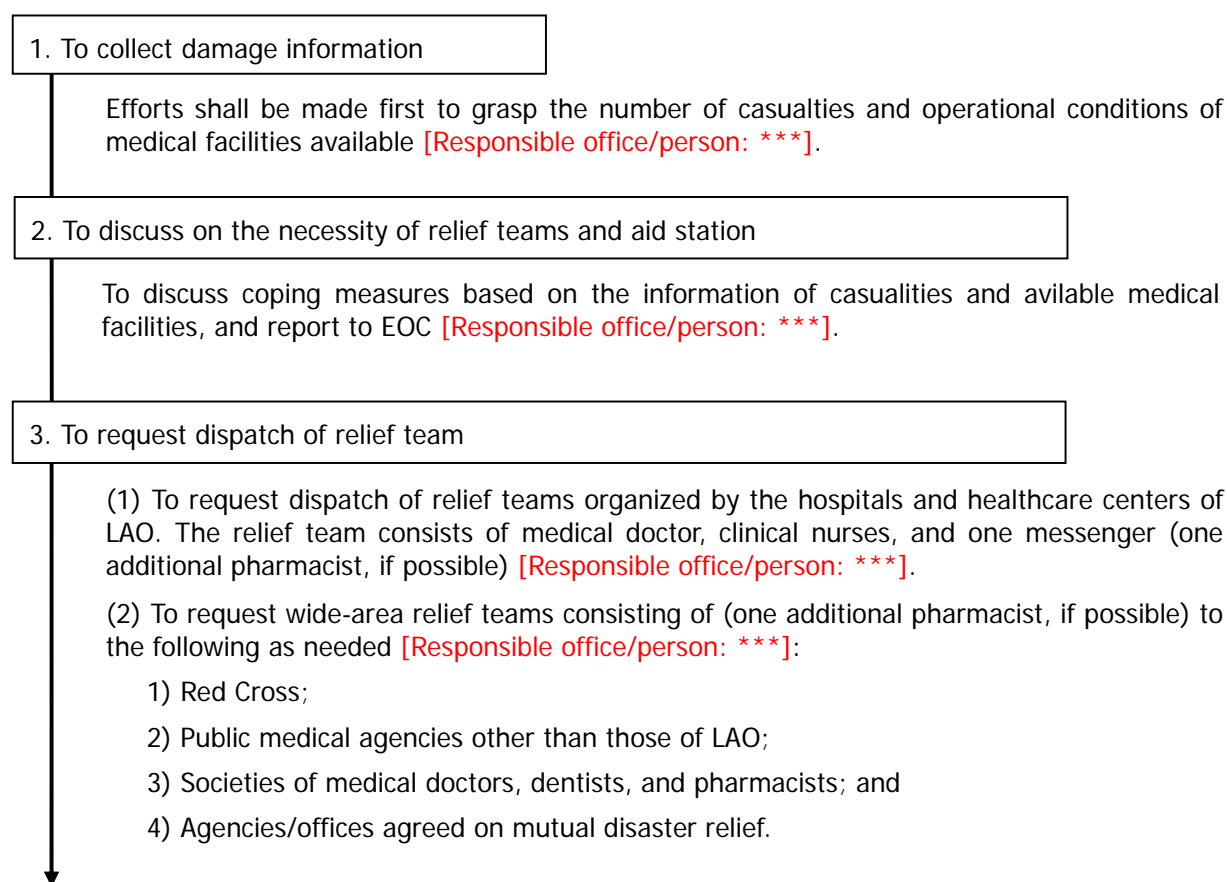 1. To collect damage information
Efforts shall be made first to grasp the number of casualties and operational conditions of
medical facilities available [Responsible office/person: ***].
2. To discuss on the necessity of relief teams and aid station
To discuss coping measures based on the information of casualities and avilable medical
facilities, and report to EOC [Responsible office/person: ***].
3. To request dispatch of relief team
(1) To request dispatch of relief teams organized by the hospitals and healthcare centers of
LAO. The relief team consists of medical doctor, clinical nurses, and one messenger (one
additional pharmacist, if possible) [Responsible office/person: ***].
(2) To request wide-area relief teams consisting of (one additional pharmacist, if possible) to
the following as needed [Responsible office/person: ***]:
1) Red Cross;
2) Public medical agencies other than those of LAO;
3) Societies of medical doctors, dentists, and pharmacists; and
4) Agencies/offices agreed on mutual disaster relief.